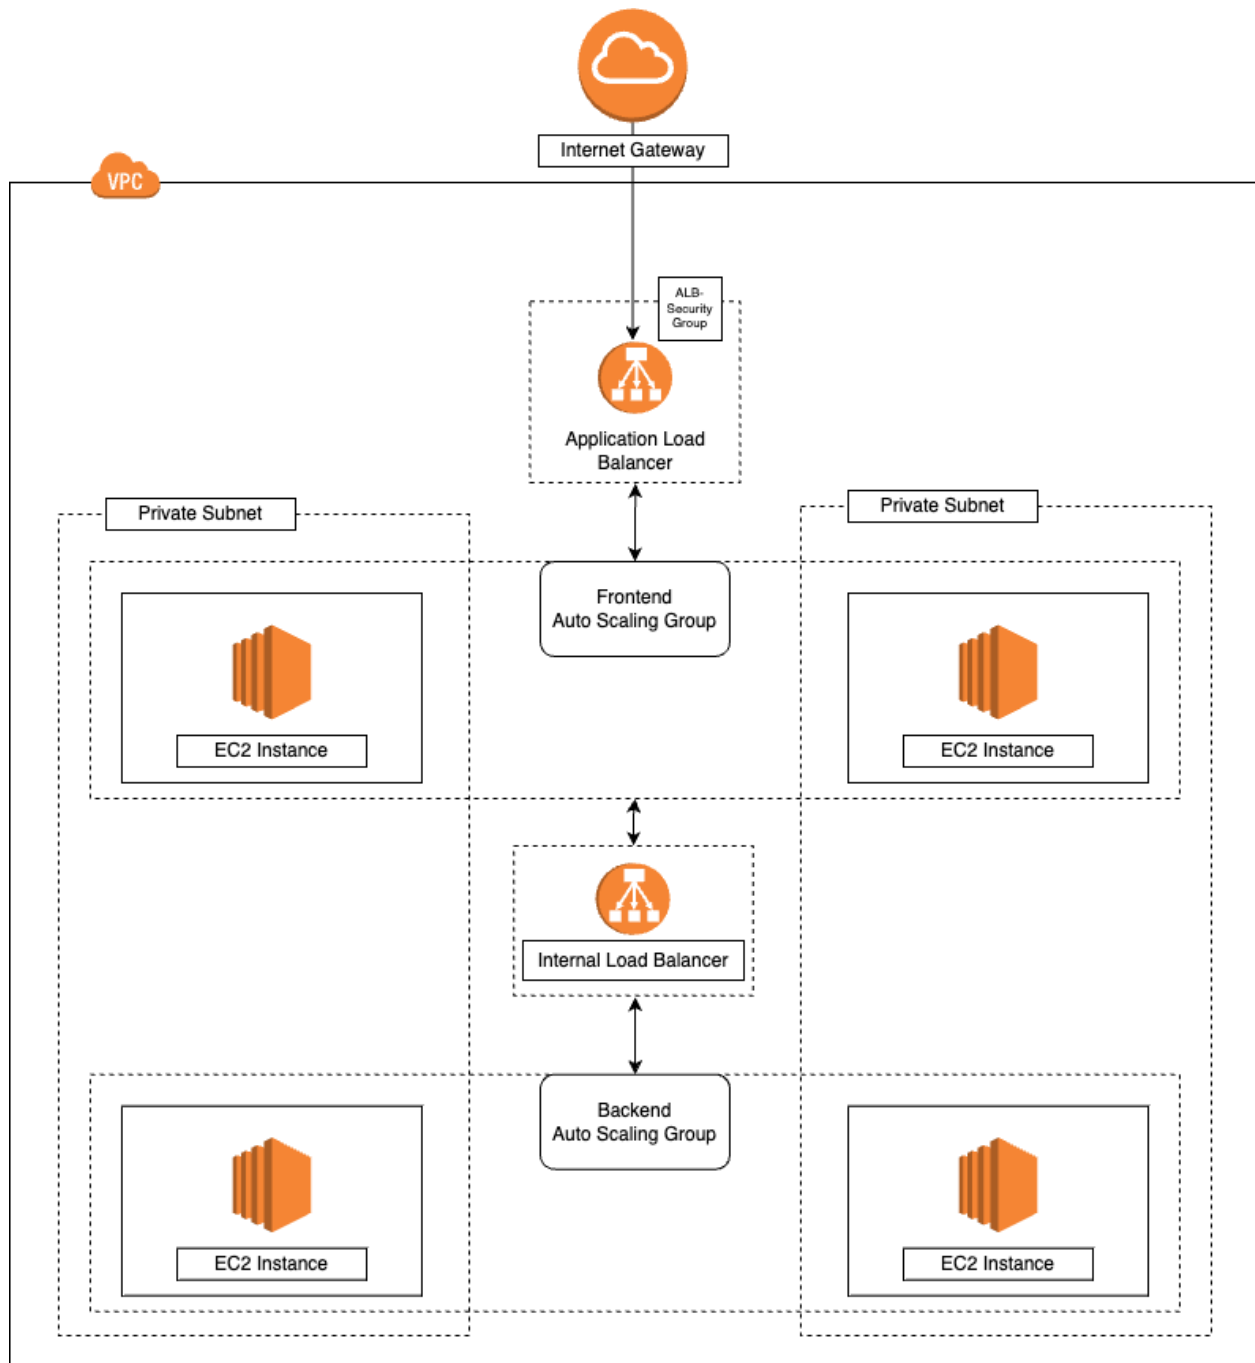 Internet Gateway
VPC
ALB-
Security
Group
Application Load
Balancer
Private Subnet
Private Subnet
Frontend
Auto Scaling Group
EC2 Instance
EC2 Instance
Internal Load Balancer
Backend
Auto Scaling Group
EC2 Instance
EC2 Instance